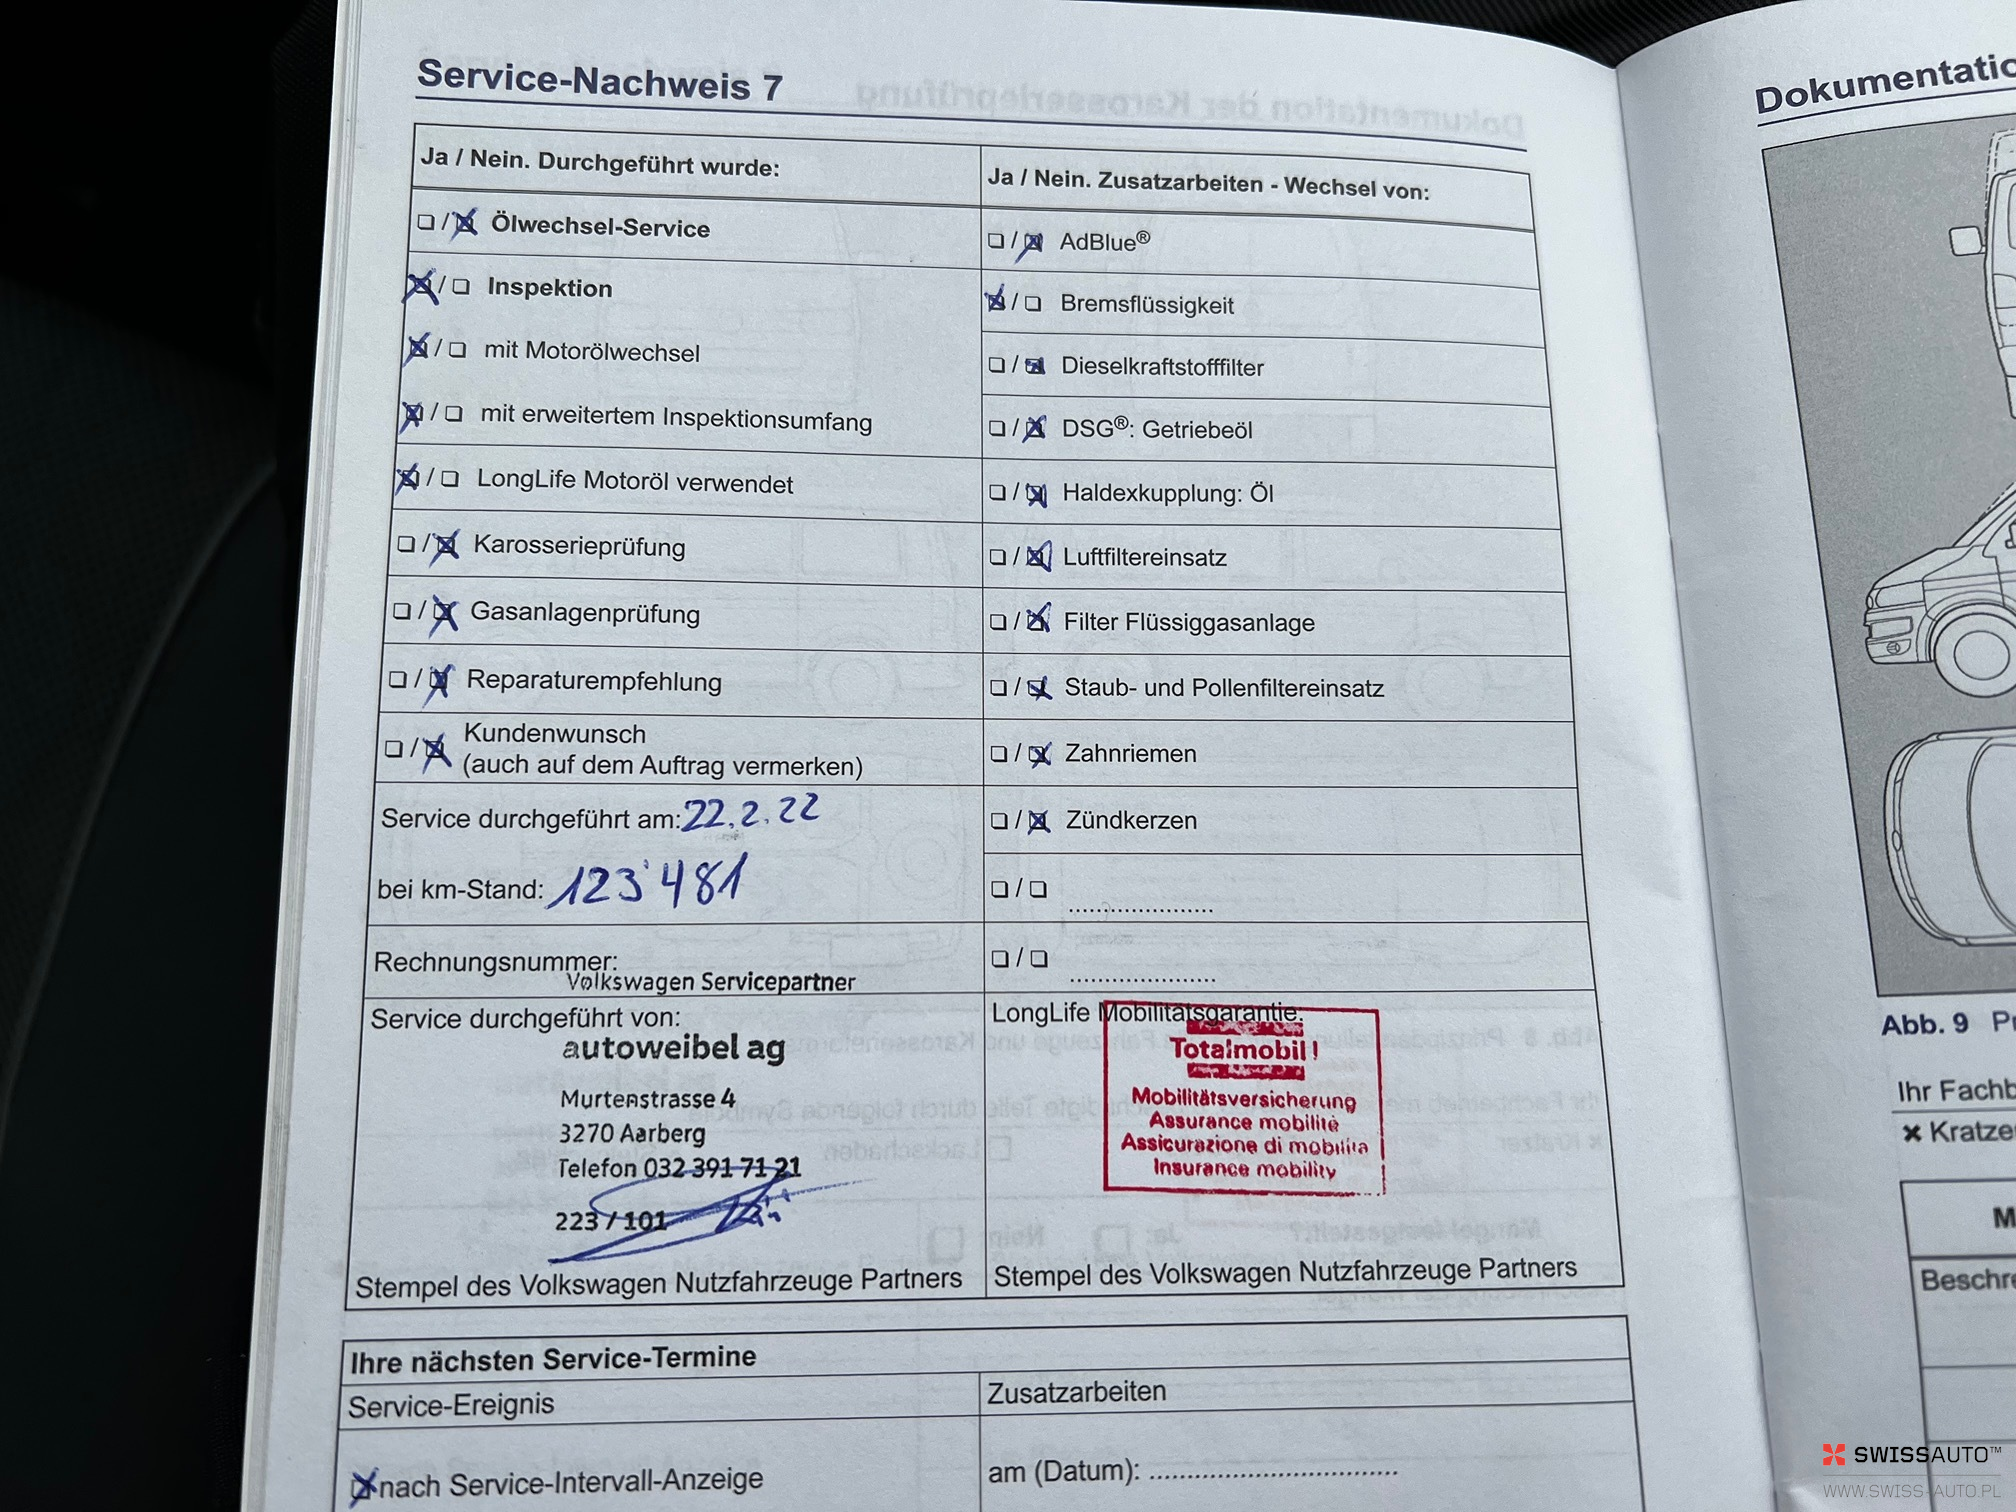 Service-Nachweis 7
Ja / Nein. Durchgeführt wurde:
☐ / ☒ Ölwechsel-Service
☒ / ☐ Inspektion
☒ / ☐ mit Motorölwechsel
☒ / ☐ mit erweitertem Inspektionsumfang
☒ / ☐ LongLife Motoröl verwendet
☐ / ☒ Karosserieprüfung
☐ / ☒ Gasanlagenprüfung
☐ / ☒ Reparaturempfehlung
☐ / ☒ Kundenwunsch
(auch auf dem Auftrag vermerken)
Service durchgeführt am: 22.2.22
bei km-Stand: 123'481
Rechnungsnummer:
Volkswagen Servicepartner
Service durchgeführt von:
autoweibel ag
Murtenstrasse 4
3270 Aarberg
Telefon 032 391 71 21
223 / 101
Stempel des Volkswagen Nutzfahrzeuge Partners
Ja / Nein. Zusatzarbeiten - Wechsel von:
☐ / ☒ AdBlue®
☒ / ☐ Bremsflüssigkeit
☐ / ☒ Dieselkraftstofffilter
☐ / ☒ DSG®: Getriebeöl
☐ / ☒ Haldexkupplung: Öl
☐ / ☒ Luftfiltereinsatz
☐ / ☒ Filter Flüssiggasanlage
☐ / ☒ Staub- und Pollenfiltereinsatz
☐ / ☒ Zahnriemen
☐ / ☒ Zündkerzen
☐ / ☐ ......................
☐ / ☐ ......................
LongLife Mobilitätsgarantie:
Totalmobil!
Mobilitätsversicherung
Assurance mobilité
Assicurazione di mobilità
Insurance mobility
Stempel des Volkswagen Nutzfahrzeuge Partners
Ihre nächsten Service-Termine
Service-Ereignis
Zusatzarbeiten
☒ nach Service-Intervall-Anzeige
am (Datum): ..................................
Dokumentatio
Abb. 9
Ihr Fachb
✗ Kratze
Beschre
SWISSAUTO™
WWW.SWISS-AUTO.PL